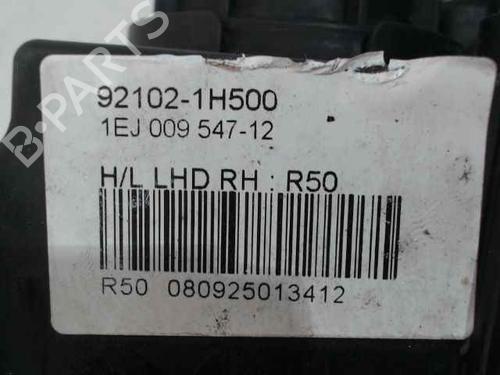 92102-1H500
1EJ 009 547-12
H/L LHD RH : R50
R50 080925013412
B-PARTS